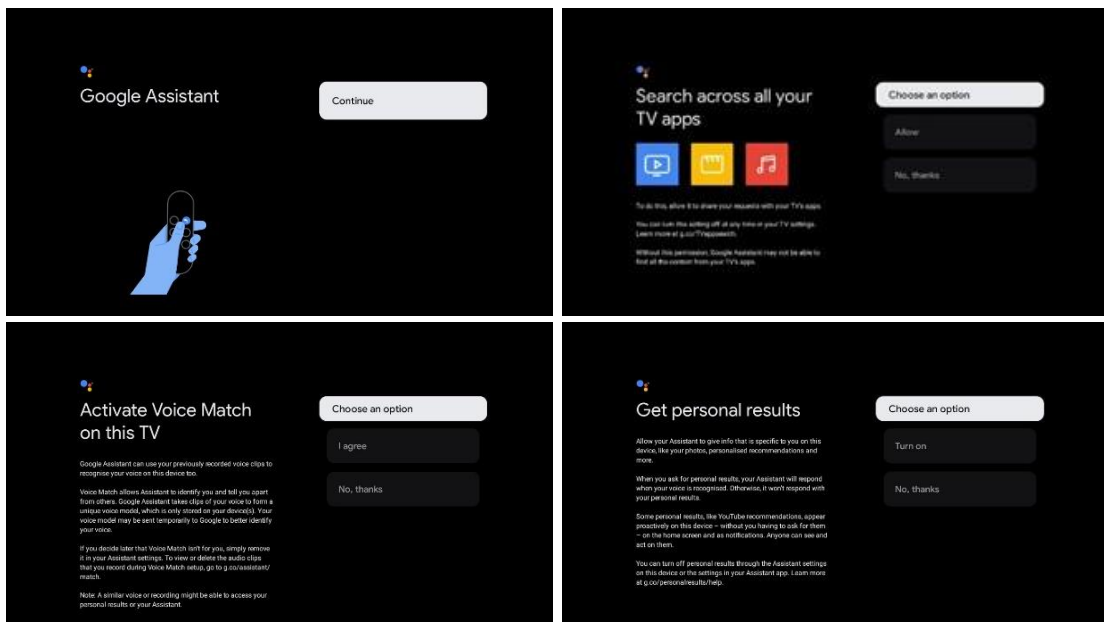 Google Assistant
Continue
Search across all your
TV apps
To do this, allow it to share your requests with your TV's apps.
You can turn this setting off at any time in your TV settings.
Learn more at g.co/TVappsearch.
Without this permission, Google Assistant may not be able to
find all the content from your TV's apps.
Choose an option
Allow
No, thanks
Activate Voice Match
on this TV
Google Assistant can use your previously recorded voice clips to
recognise your voice on this device too.
Voice Match allows Assistant to identify you and tell you apart
from others. Google Assistant takes clips of your voice to form a
unique voice model, which is only stored on your device(s). Your
voice model may be sent temporarily to Google to better identify
your voice.
If you decide later that Voice Match isn't for you, simply remove
it in your Assistant settings. To view or delete the audio clips
that you record during Voice Match setup, go to g.co/assistant/
match.
Note: A similar voice or recording might be able to access your
personal results or your Assistant.
Choose an option
I agree
No, thanks
Get personal results
Allow your Assistant to give info that is specific to you on this
device, like your photos, personalised recommendations and
more.
When you ask for personal results, your Assistant will respond
when your voice is recognised. Otherwise, it won't respond with
your personal results.
Some personal results, like YouTube recommendations, appear
proactively on this device – without you having to ask for them
– on the home screen and as notifications. Anyone can see and
act on them.
You can turn off personal results through the Assistant settings
on this device or the settings in your Assistant app. Learn more
at g.co/personalresults/help.
Choose an option
Turn on
No, thanks